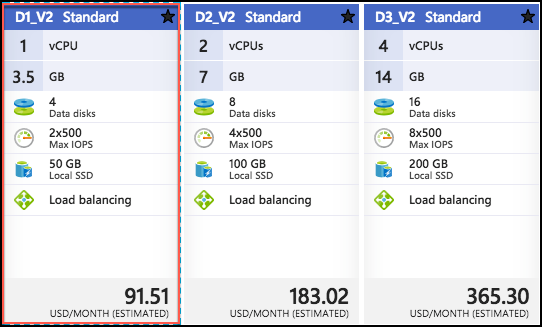 D1_V2 Standard
1 vCPU
3.5 GB
4
Data disks
2x500
Max IOPS
50 GB
Local SSD
Load balancing
91.51
USD/MONTH (ESTIMATED)
D2_V2 Standard
2 vCPUs
7 GB
8
Data disks
4x500
Max IOPS
100 GB
Local SSD
Load balancing
183.02
USD/MONTH (ESTIMATED)
D3_V2 Standard
4 vCPUs
14 GB
16
Data disks
8x500
Max IOPS
200 GB
Local SSD
Load balancing
365.30
USD/MONTH (ESTIMATED)